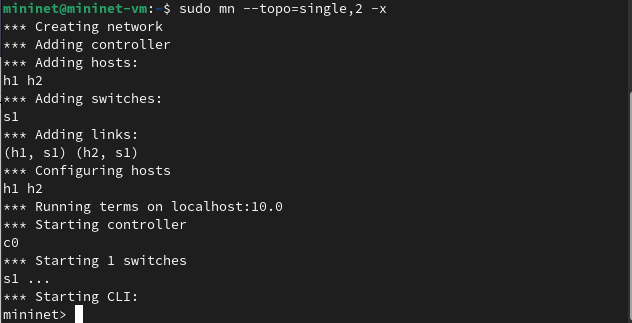 mininet@mininet-vm:~$ sudo mn --topo=single,2 -x
*** Creating network
*** Adding controller
*** Adding hosts:
h1 h2
*** Adding switches:
s1
*** Adding links:
(h1, s1) (h2, s1)
*** Configuring hosts
h1 h2
*** Running terms on localhost:10.0
*** Starting controller
c0
*** Starting 1 switches
s1 ...
*** Starting CLI:
mininet>